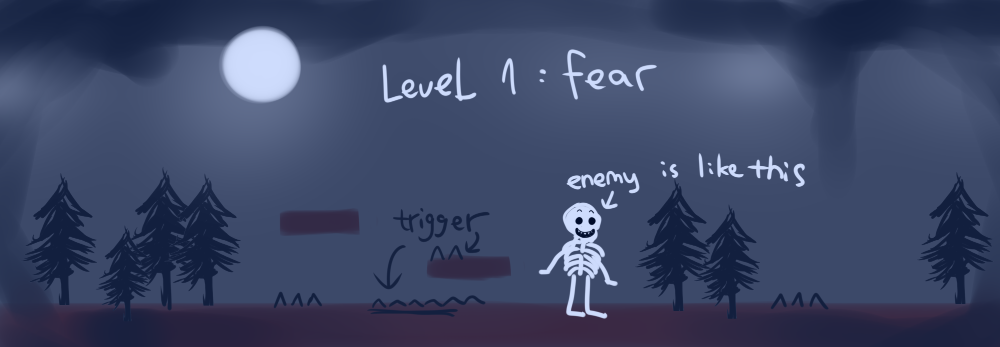 Level 1 : fear
enemy is like this
trigger